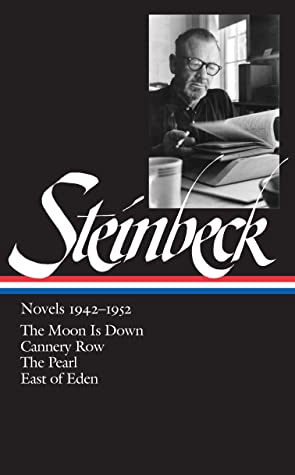 Steinbeck
Novels 1942–1952
The Moon Is Down
Cannery Row
The Pearl
East of Eden